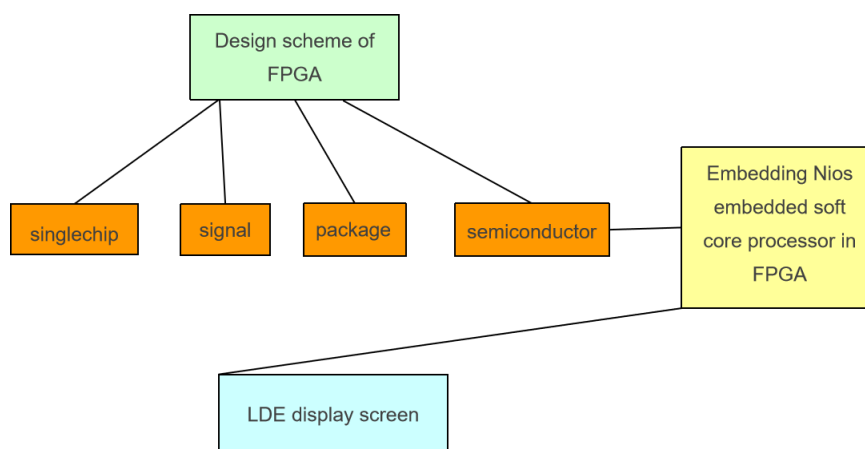 Design scheme of
FPGA
singlechip
signal
package
semiconductor
Embedding Nios
embedded soft
core processor in
FPGA
LDE display screen